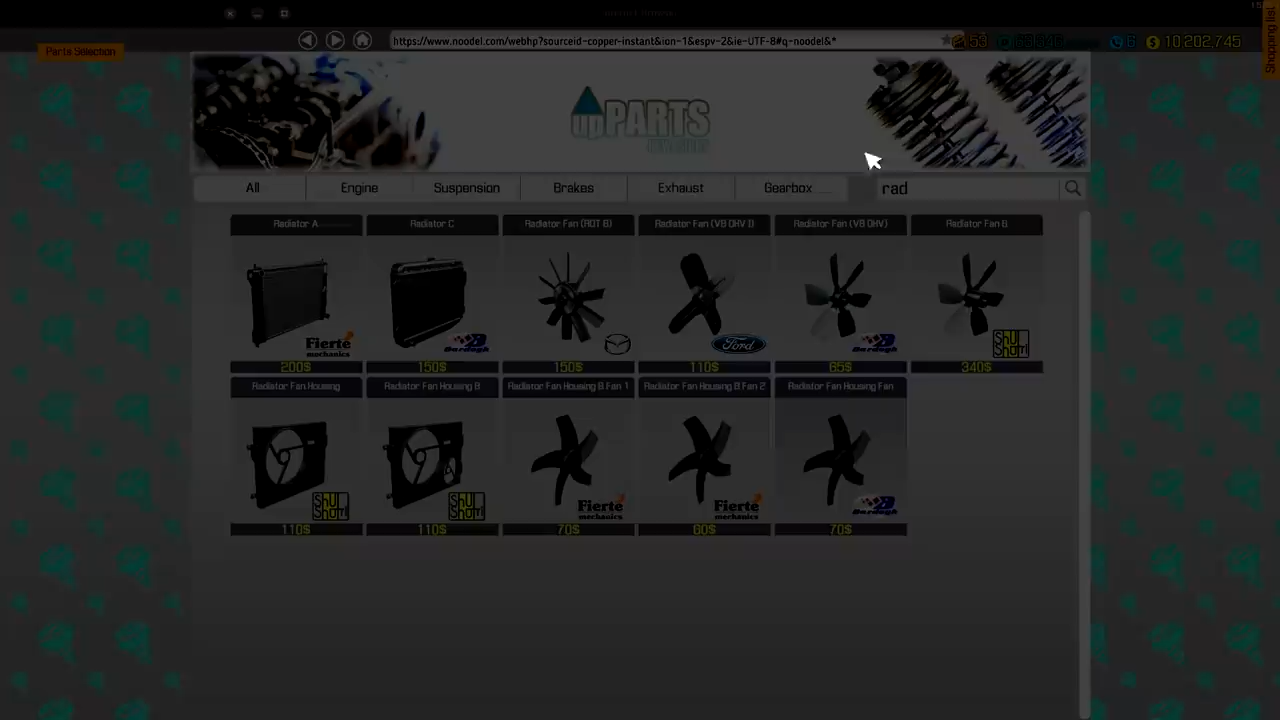 Shopping list
https://www.noodel.com/webhp?sourceid-copper-instant&ion-1&espv-2&ie-UTF-8#q-noodel&*
53
6
$ 10.202.745
Parts Selection
upPARTS
All
Engine
Suspension
Brakes
Exhaust
Gearbox
rad
Radiator A
Radiator C
Radiator Fan (ROT B)
Radiator Fan (V8 OHV I)
Radiator Fan (V8 OHV)
Radiator Fan B
Fierte mechanics
Ford
200$
150$
150$
110$
65$
340$
Radiator Fan Housing
Radiator Fan Housing B
Radiator Fan Housing B Fan 1
Radiator Fan Housing B Fan 2
Radiator Fan Housing Fan
Fierte mechanics
Fierte mechanics
110$
110$
70$
60$
70$